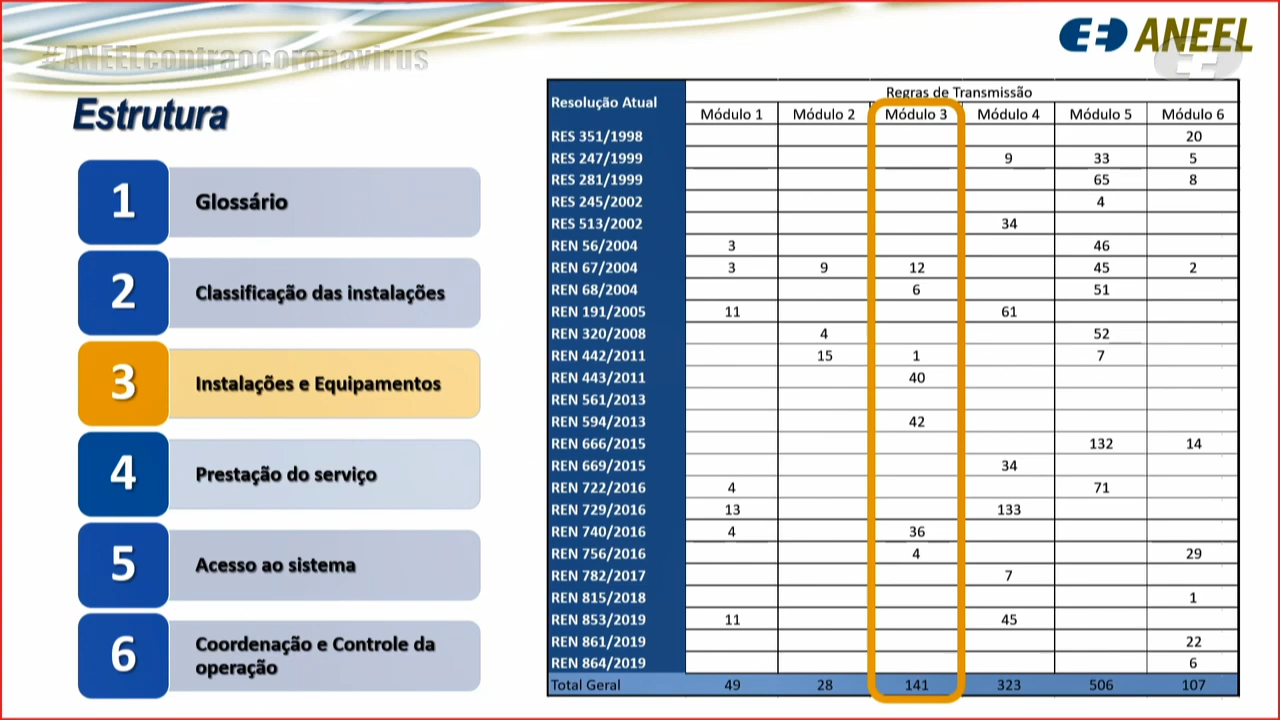 #ANEELcontraocoronavirus
ANEEL
Estrutura
1 Glossário
2 Classificação das instalações
3 Instalações e Equipamentos
4 Prestação do serviço
5 Acesso ao sistema
6 Coordenação e Controle da
operação
Resolução Atual Regras de Transmissão
Módulo 1 Módulo 2 Módulo 3 Módulo 4 Módulo 5 Módulo 6
RES 351/1998 20
RES 247/1999 9 33 5
RES 281/1999 65 8
RES 245/2002 4
RES 513/2002 34
REN 56/2004 3 46
REN 67/2004 3 9 12 45 2
REN 68/2004 6 51
REN 191/2005 11 61
REN 320/2008 4 52
REN 442/2011 15 1 7
REN 443/2011 40
REN 561/2013
REN 594/2013 42
REN 666/2015 132 14
REN 669/2015 34
REN 722/2016 4 71
REN 729/2016 13 133
REN 740/2016 4 36
REN 756/2016 4 29
REN 782/2017 7
REN 815/2018 1
REN 853/2019 11 45
REN 861/2019 22
REN 864/2019 6
Total Geral 49 28 141 323 506 107